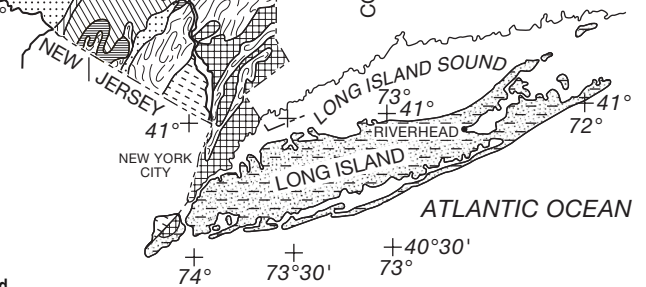 CO
NEW JERSEY
LONG ISLAND SOUND
73°
41°
41°
72°
41°
RIVERHEAD
NEW YORK
CITY
LONG ISLAND
ATLANTIC OCEAN
40°30'
74°
73°30'
73°
d